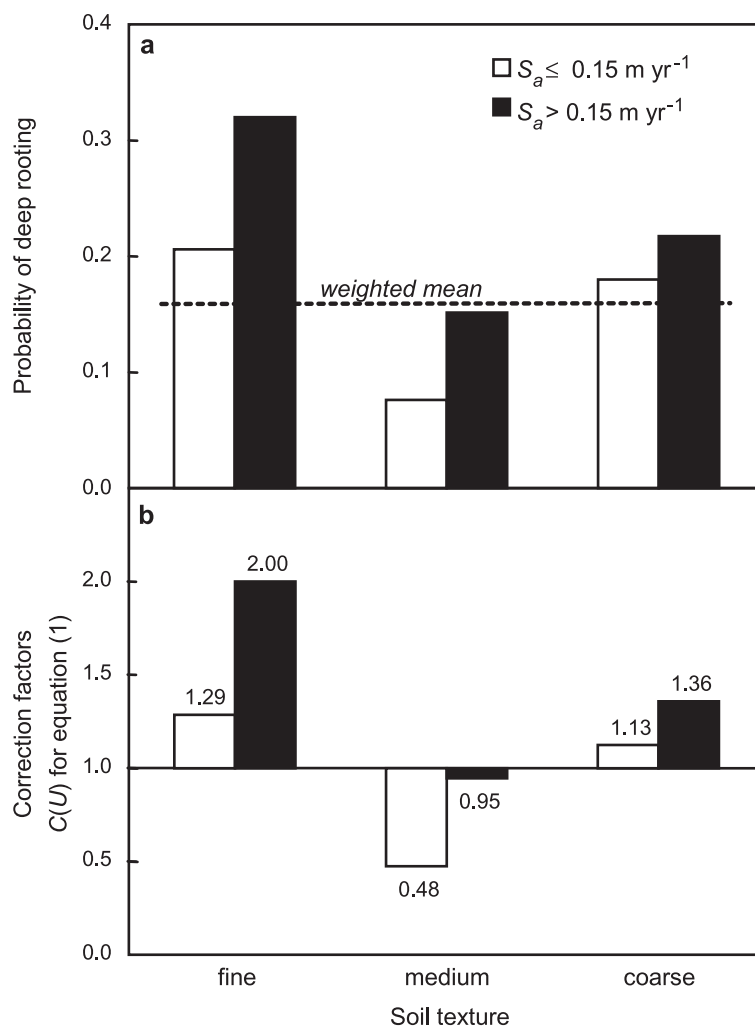 a
0.4
0.3
0.2
0.1
0.0
Probability of deep rooting
Sₐ ≤ 0.15 m yr⁻¹
Sₐ > 0.15 m yr⁻¹
weighted mean
b
2.0
1.5
1.0
0.5
0.0
Correction factors
C(U) for equation (1)
1.29
2.00
0.48
0.95
1.13
1.36
fine medium coarse
Soil texture